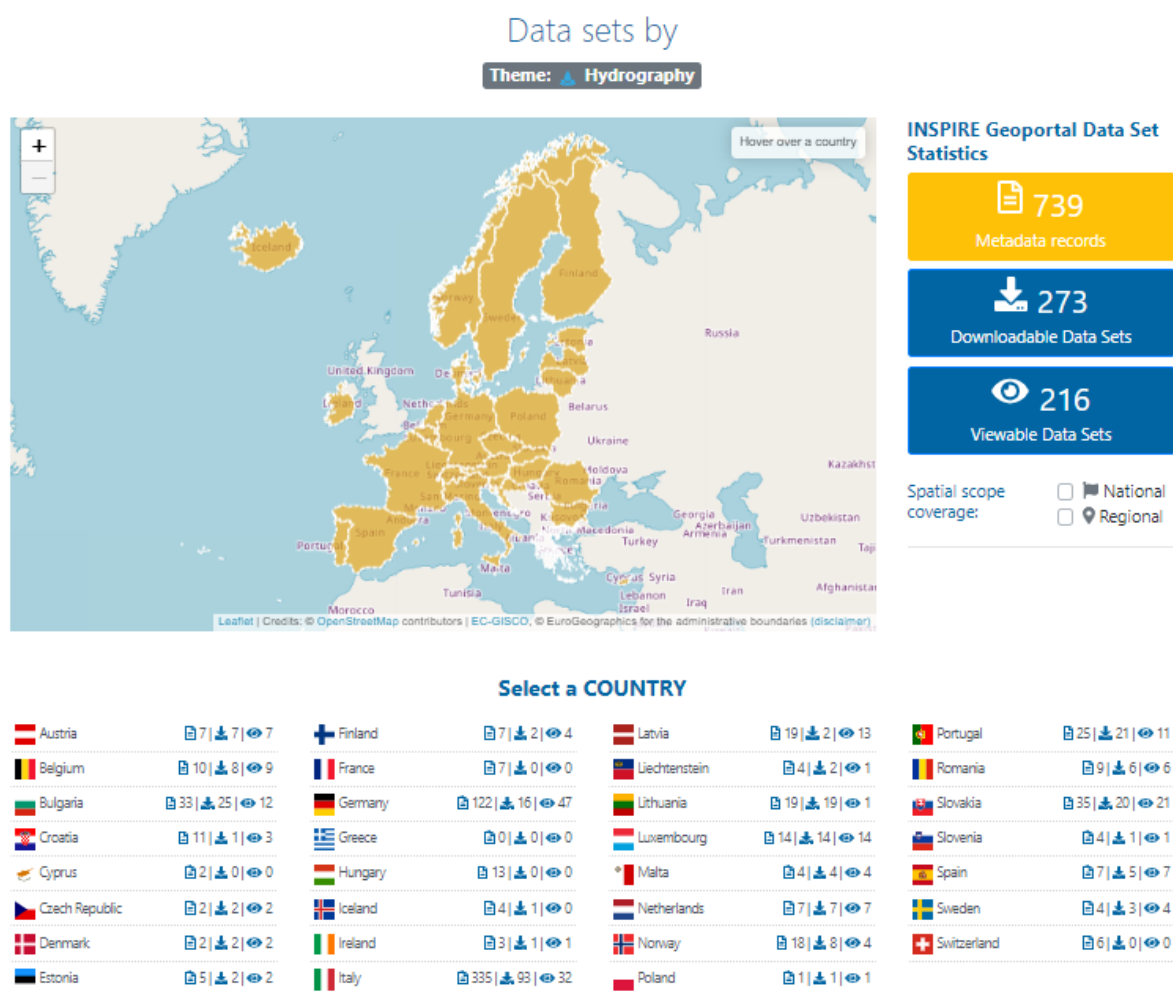 Data sets by
Theme: Hydrography
+
−
Hover over a country
Iceland
Norway
Finland
Sweden
Estonia
Russia
United Kingdom
Lithuania
Ireland
Belarus
Germany
Poland
Ukraine
Moldova
Kazakhst
France
Hungary
Romania
Georgia
Azerbaijan
Armenia
Uzbekistan
Turkmenistan
Taji
Spain
Andorra
Italy
Kosovo
North Macedonia
Turkey
Portugal
Malta
Cyprus
Syria
Tunisia
Lebanon
Israel
Iraq
Iran
Afghanistan
Morocco
Leaflet | Credits: © OpenStreetMap contributors | EC-GISCO, © EuroGeographics for the administrative boundaries (disclaimer)
INSPIRE Geoportal Data Set
Statistics
739
Metadata records
273
Downloadable Data Sets
216
Viewable Data Sets
Spatial scope
coverage:
National
Regional
Select a COUNTRY
Austria 7 | 7 | 7
Finland 7 | 2 | 4
Latvia 19 | 2 | 13
Portugal 25 | 21 | 11
Belgium 10 | 8 | 9
France 7 | 0 | 0
Liechtenstein 4 | 2 | 1
Romania 9 | 6 | 6
Bulgaria 33 | 25 | 12
Germany 122 | 16 | 47
Lithuania 19 | 19 | 1
Slovakia 35 | 20 | 21
Croatia 11 | 1 | 3
Greece 0 | 0 | 0
Luxembourg 14 | 14 | 14
Slovenia 4 | 1 | 1
Cyprus 2 | 0 | 0
Hungary 13 | 0 | 0
Malta 4 | 4 | 4
Spain 7 | 5 | 7
Czech Republic 2 | 2 | 2
Iceland 4 | 1 | 0
Netherlands 7 | 7 | 7
Sweden 4 | 3 | 4
Denmark 2 | 2 | 2
Ireland 3 | 1 | 1
Norway 18 | 8 | 4
Switzerland 6 | 0 | 0
Estonia 5 | 2 | 2
Italy 335 | 93 | 32
Poland 1 | 1 | 1